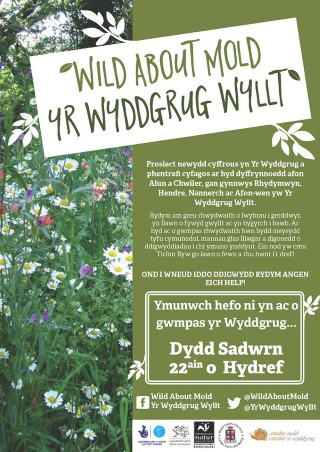 WILD ABOUT MOLD
YR WYDDGRUG WYLLT
Prosiect newydd cyffrous yn Yr Wyddgrug a
phentrefi cyfagos ar hyd dyffrynnoedd afon
Alun a Chwiler, gan gynnwys Rhydymwyn,
Hendre, Nannerch ac Afon-wen yw Yr
Wyddgrug Wyllt.
Rydym am greu rhwydwaith o lwybrau i gerddwyr,
yn llawn o fywyd gwyllt ac yn hygyrch i bawb. Ar
hyd ac o gwmpas rhwydwaith hwn bydd meysydd
tyfu cymunedol, mannau glas lliwgar a digonedd o
ddigwyddiadau i chi ymuno ynddynt. Ein nod yw creu
Tirlun Byw go iawn o fewn a thu hwnt i'r dref!
OND I WNEUD IDDO DDIGWYDD RYDYM ANGEN
EICH HELP!
Ymunwch hefo ni yn ac o
gwmpas yr Wyddgrug...
Dydd Sadwrn
22ain o Hydref
Wild About Mold
Yr Wyddgrug Wyllt
@WildAboutMold
@YrWyddgrugWyllt